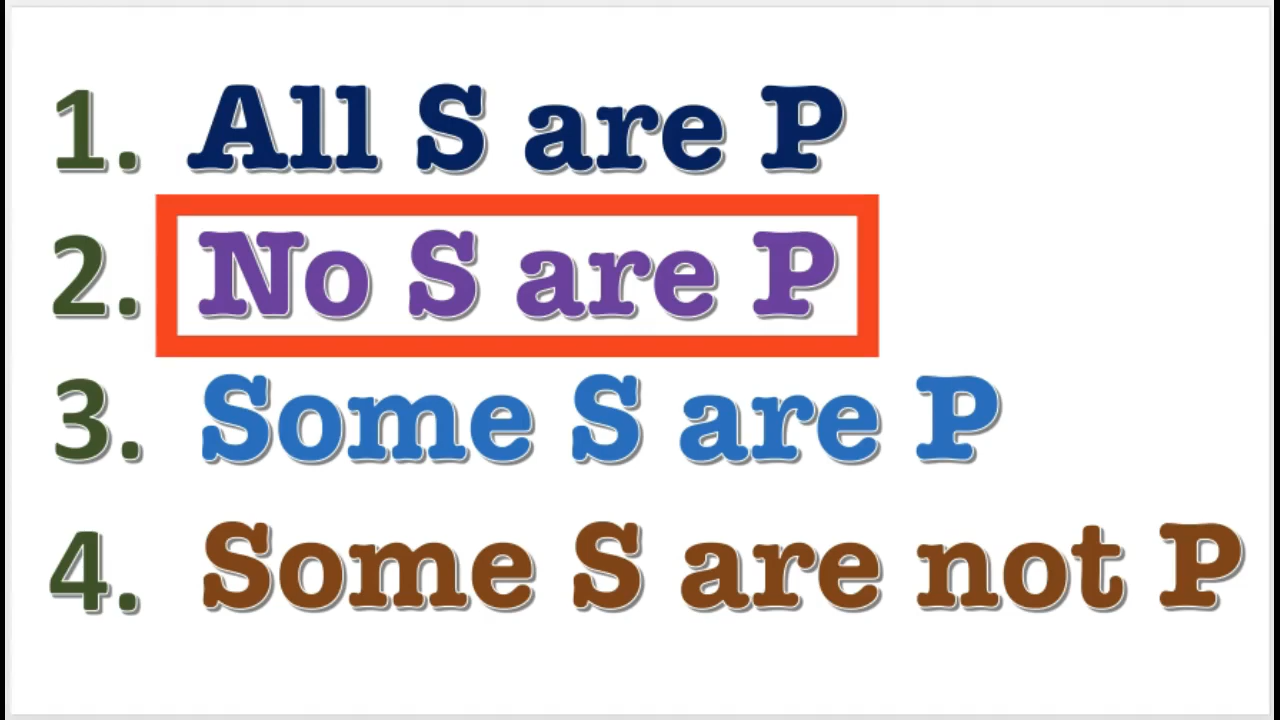 1. All S are P
2. No S are P
3. Some S are P
4. Some S are not P